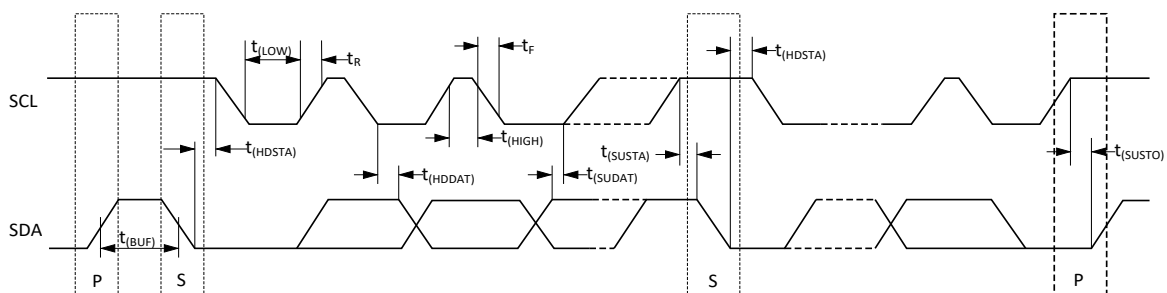 t(LOW)
tR
tF
t(HDSTA)
SCL
t(HDSTA)
t(HIGH)
t(SUSTA)
t(SUSTO)
t(HDDAT)
t(SUDAT)
SDA
t(BUF)
P
S
S
P